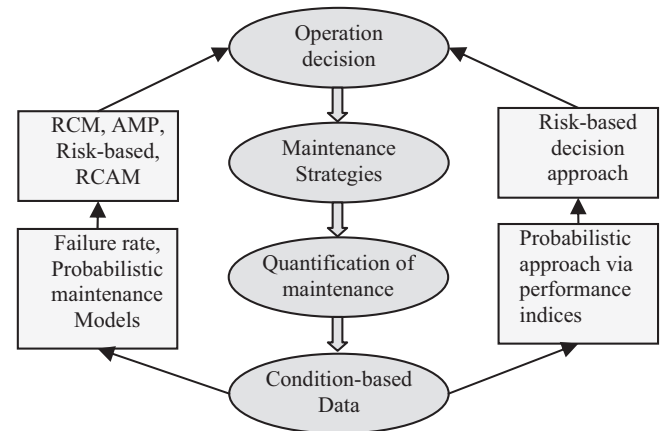 Operation
decision
RCM, AMP,
Risk-based,
RCAM
Maintenance
Strategies
Risk-based
decision
approach
Failure rate,
Probabilistic
maintenance
Models
Quantification of
maintenance
Probabilistic
approach via
performance
indices
Condition-based
Data